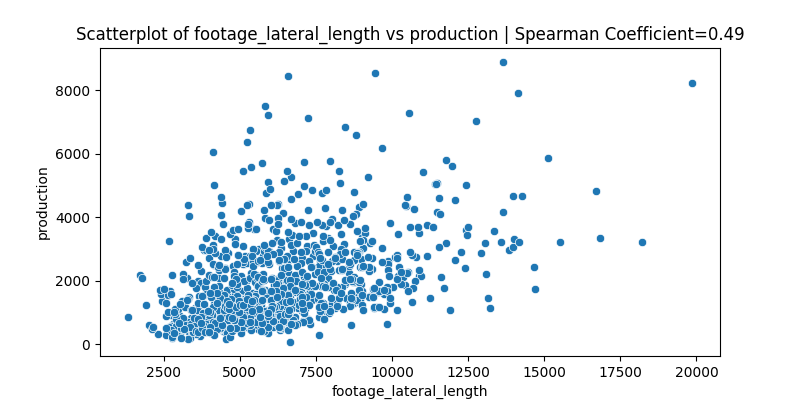 Scatterplot of footage_lateral_length vs production | Spearman Coefficient=0.49
production
8000
6000
4000
2000
0
2500 5000 7500 10000 12500 15000 17500 20000
footage_lateral_length